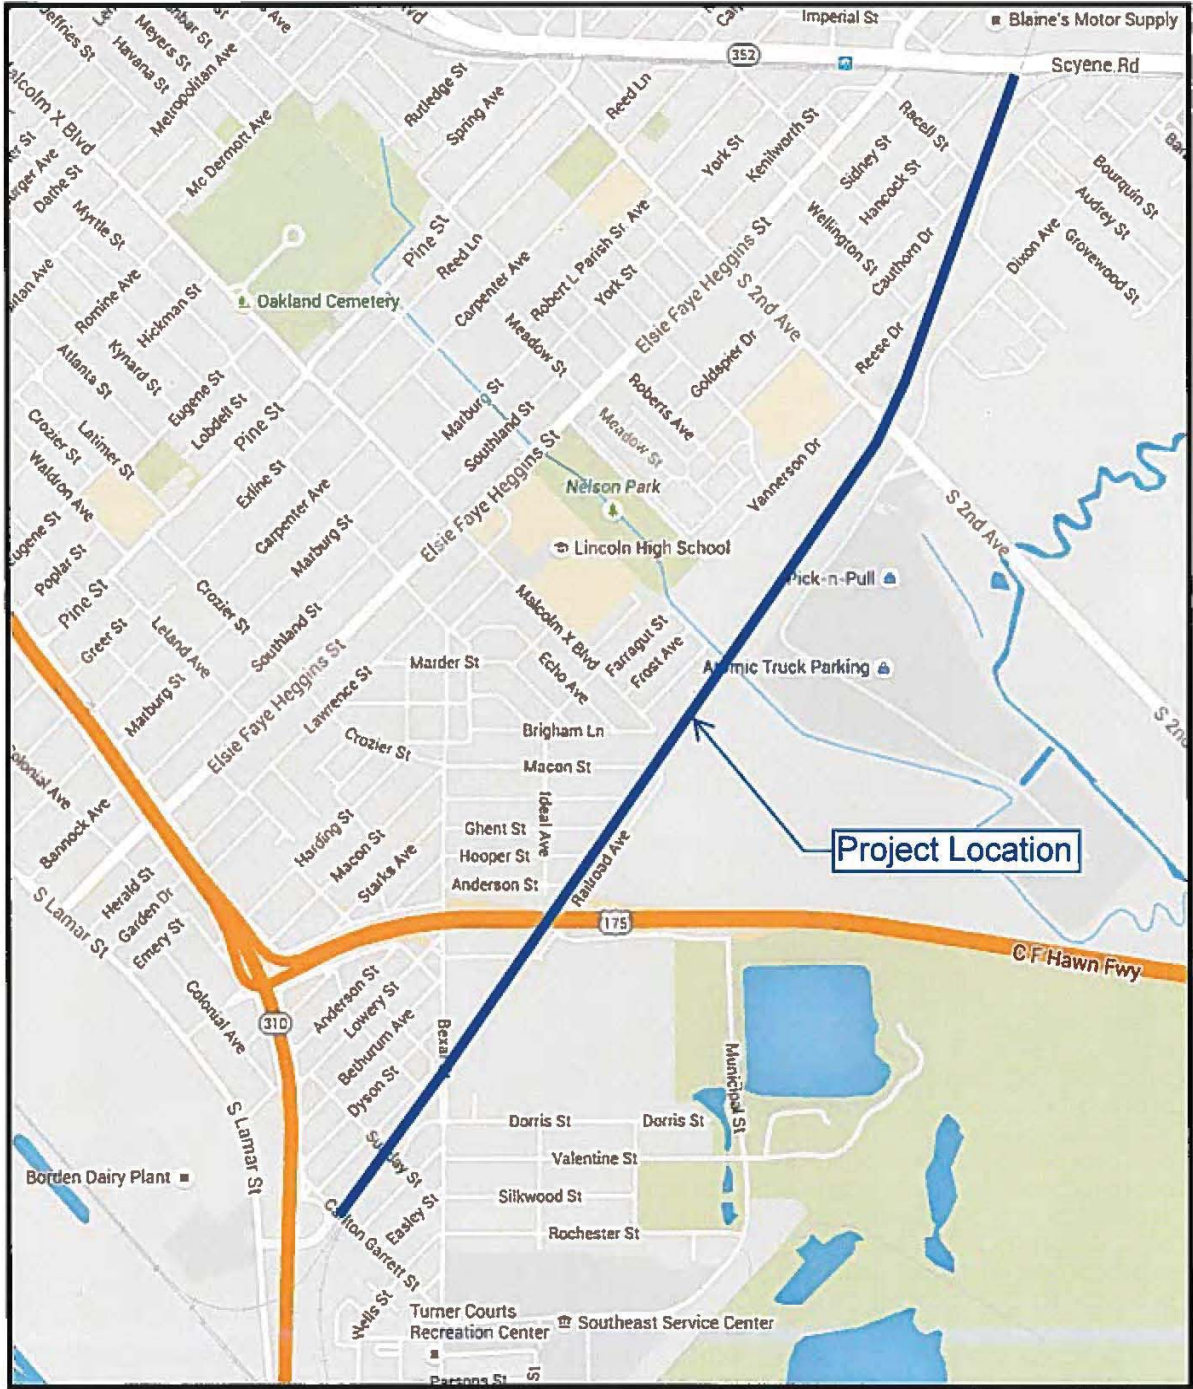 Imperial St
Blaine's Motor Supply
352
Scyene Rd
Jeffries St
Meyers St
Havana St
Metropolitan Ave
Malcolm X Blvd
Mc Dermott Ave
Rutledge St
Spring Ave
Reed Ln
York St
Kenilworth St
Racell St
Sidney St
Hancock St
Bourquin St
Audrey St
Grovewood St
Dixon Ave
Dathe St
Myrtle St
Pine St
Reed Ln
Carpenter Ave
Robert L Parish Sr. Ave
York St
Elsie Faye Heggins St
S 2nd Ave
Wellington St
Cauthorn Dr
Reese Dr
Oakland Cemetery
Romine Ave
Hickman St
Kynard St
Atlanta St
Eugene St
Lobdell St
Pine St
Meadow St
Goldspier Dr
Roberts Ave
Meadow St
Marburg St
Southland St
Crozier St
Latimer St
Waldron Ave
Exline St
Carpenter Ave
Marburg St
Elsie Faye Heggins St
Nelson Park
Vannerson Dr
S 2nd Ave
Lincoln High School
Eugene St
Poplar St
Pine St
Greer St
Crozier St
Leland Ave
Southland St
Malcolm X Blvd
Echo Ave
Farragut St
Frost Ave
Pick-n-Pull
Truck Parking
S 2nd
Marder St
Marburg St
Elsie Faye Heggins St
Lawrence St
Crozier St
Brigham Ln
Macon St
Ideal Ave
Colonial Ave
Bannock Ave
Harding St
Macon St
Starks Ave
Ghent St
Hooper St
Anderson St
Railroad Ave
Project Location
175
C F Hawn Fwy
S Lamar St
Herald St
Garden Dr
Emery St
Colonial Ave
310
Anderson St
Lowery St
Bethurum Ave
Dyson St
Bexar
Municipal St
S Lamar St
Dorris St
Dorris St
Valentine St
Silkwood St
Rochester St
Borden Dairy Plant
Easley St
Garrett St
Wells St
Turner Courts
Recreation Center
Southeast Service Center
Parsons St
St